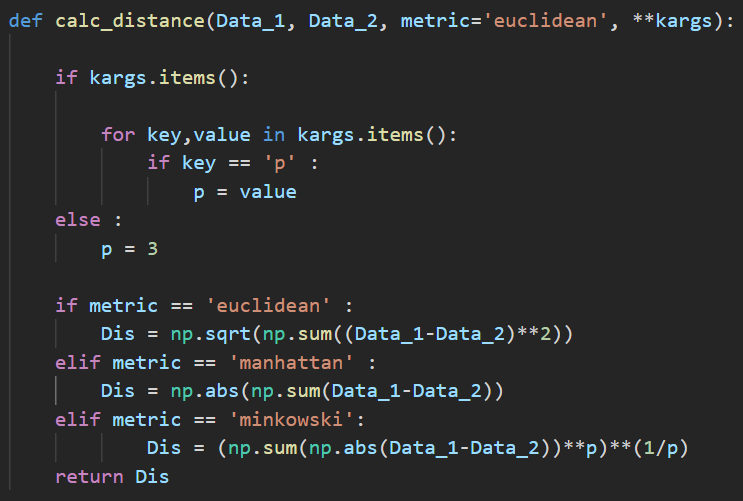 def calc_distance(Data_1, Data_2, metric='euclidean', **kargs):
if kargs.items():
for key,value in kargs.items():
if key == 'p' :
p = value
else :
p = 3
if metric == 'euclidean' :
Dis = np.sqrt(np.sum((Data_1-Data_2)**2))
elif metric == 'manhattan' :
Dis = np.abs(np.sum(Data_1-Data_2))
elif metric == 'minkowski':
Dis = (np.sum(np.abs(Data_1-Data_2))**p)**(1/p)
return Dis